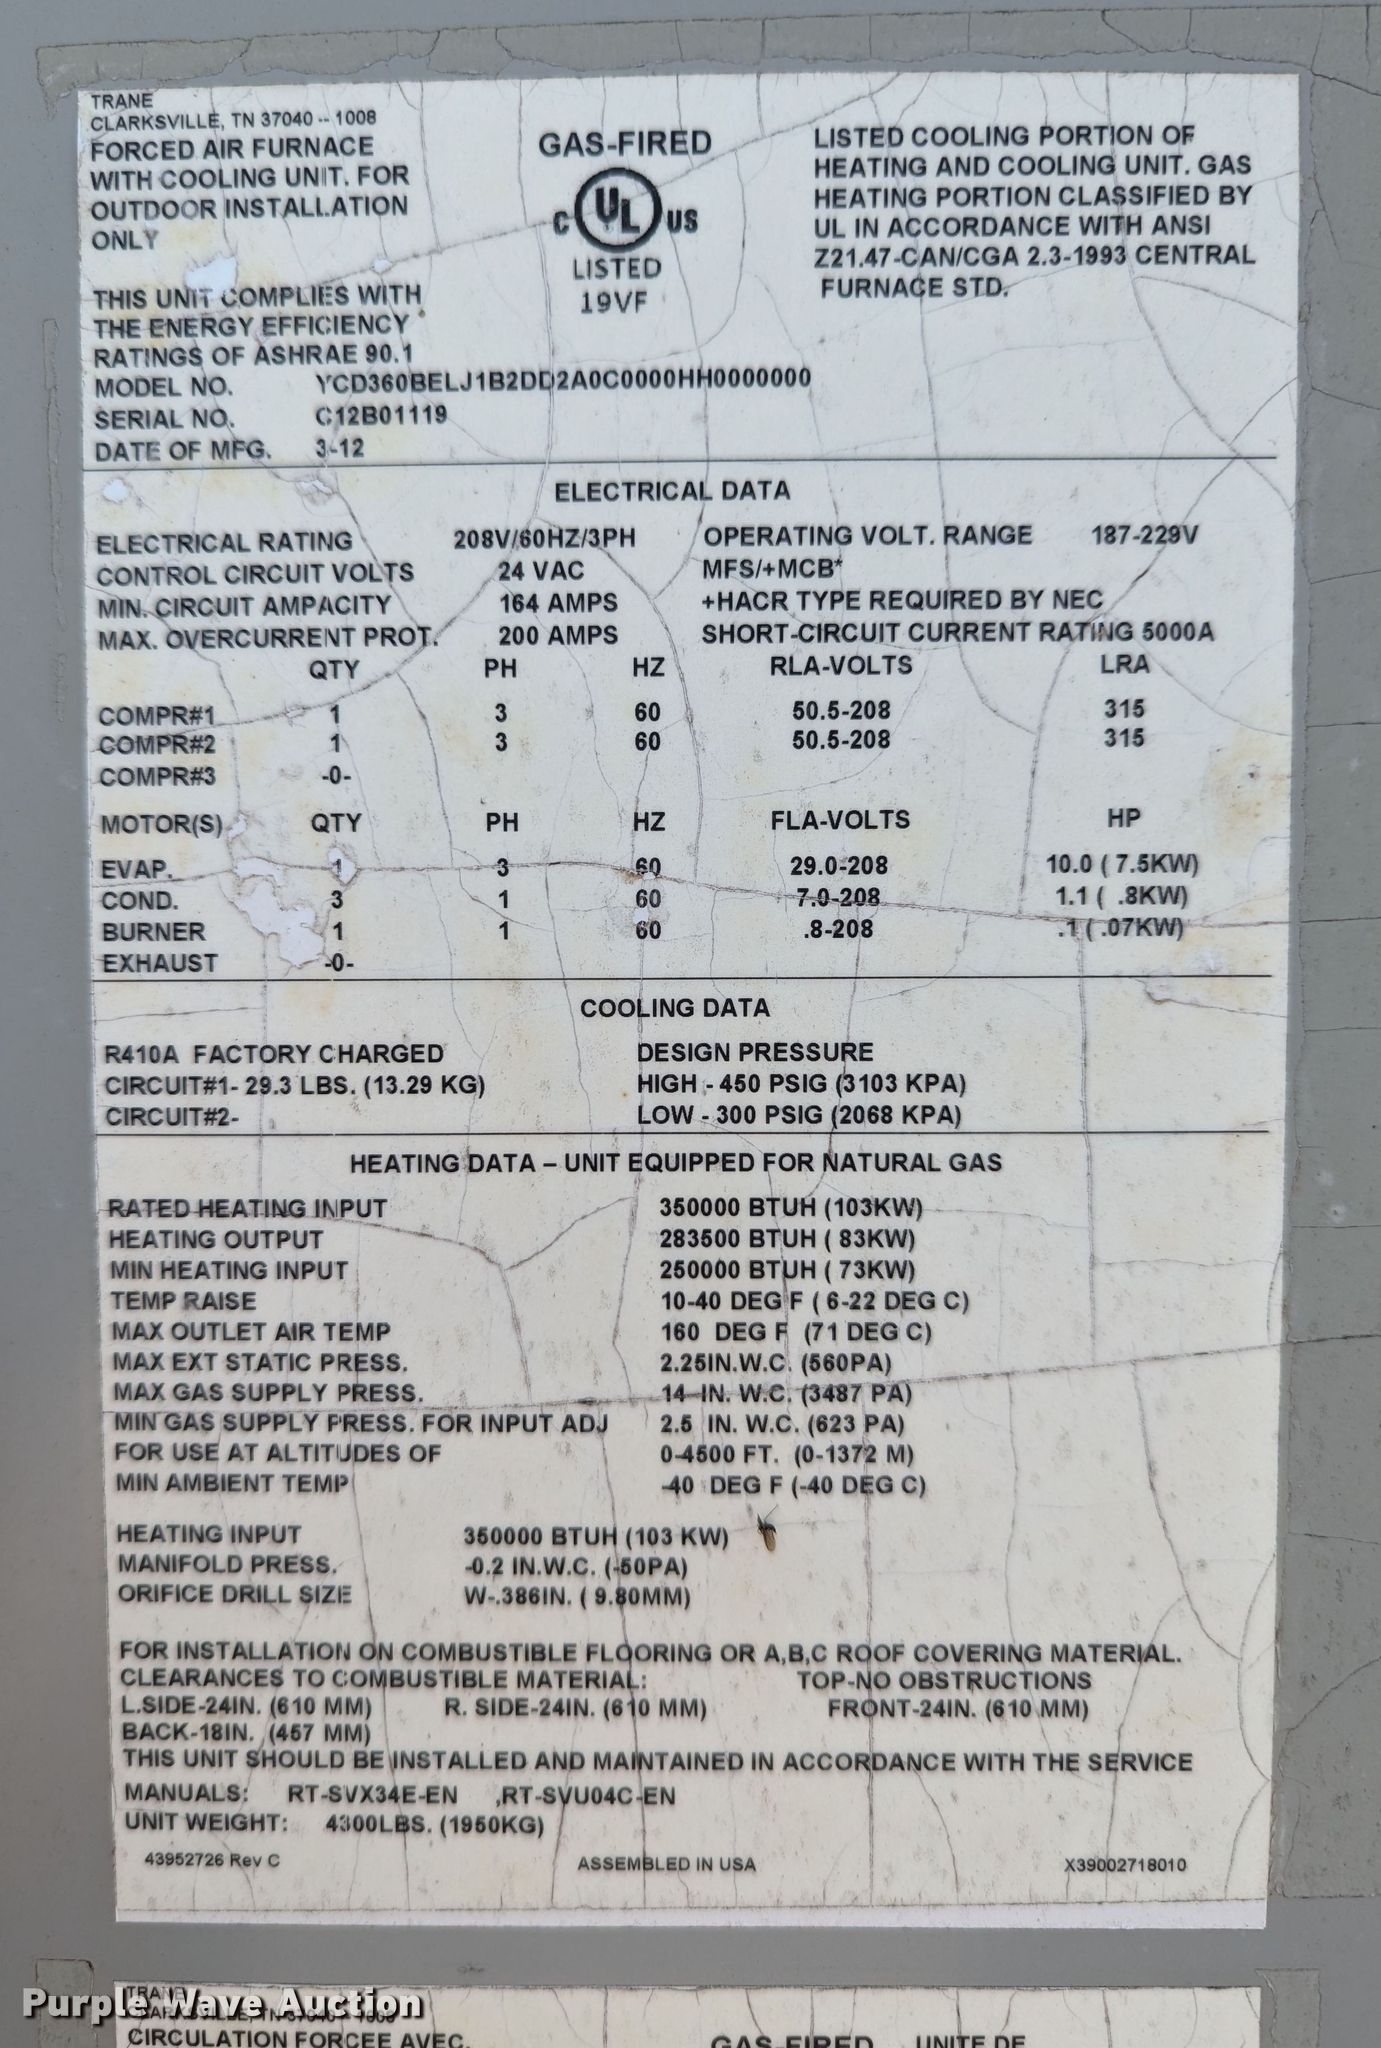 TRANE
CLARKSVILLE, TN 37040 -- 1008
FORCED AIR FURNACE
WITH COOLING UNIT. FOR
OUTDOOR INSTALLATION
ONLY
THIS UNIT COMPLIES WITH
THE ENERGY EFFICIENCY
RATINGS OF ASHRAE 90.1
GAS-FIRED
C UL US
LISTED
19VF
LISTED COOLING PORTION OF
HEATING AND COOLING UNIT. GAS
HEATING PORTION CLASSIFIED BY
UL IN ACCORDANCE WITH ANSI
Z21.47-CAN/CGA 2.3-1993 CENTRAL
FURNACE STD.
MODEL NO. YCD360BELJ1B2DD2A0C0000HH0000000
SERIAL NO. C12B01119
DATE OF MFG. 3-12
ELECTRICAL DATA
ELECTRICAL RATING 208V/60HZ/3PH OPERATING VOLT. RANGE 187-229V
CONTROL CIRCUIT VOLTS 24 VAC MFS/+MCB*
MIN. CIRCUIT AMPACITY 164 AMPS +HACR TYPE REQUIRED BY NEC
MAX. OVERCURRENT PROT. 200 AMPS SHORT-CIRCUIT CURRENT RATING 5000A
QTY PH HZ RLA-VOLTS LRA
COMPR#1 1 3 60 50.5-208 315
COMPR#2 1 3 60 50.5-208 315
COMPR#3 -0-
MOTOR(S) QTY PH HZ FLA-VOLTS HP
EVAP. 1 3 60 29.0-208 10.0 ( 7.5KW)
COND. 3 1 60 7.0-208 1.1 ( .8KW)
BURNER 1 1 60 .8-208 .1 ( .07KW)
EXHAUST -0-
COOLING DATA
R410A FACTORY CHARGED DESIGN PRESSURE
CIRCUIT#1- 29.3 LBS. (13.29 KG) HIGH - 450 PSIG (3103 KPA)
CIRCUIT#2- LOW - 300 PSIG (2068 KPA)
HEATING DATA – UNIT EQUIPPED FOR NATURAL GAS
RATED HEATING INPUT 350000 BTUH (103KW)
HEATING OUTPUT 283500 BTUH ( 83KW)
MIN HEATING INPUT 250000 BTUH ( 73KW)
TEMP RAISE 10-40 DEG F ( 6-22 DEG C)
MAX OUTLET AIR TEMP 160 DEG F (71 DEG C)
MAX EXT STATIC PRESS. 2.25IN.W.C. (560PA)
MAX GAS SUPPLY PRESS. 14 IN. W.C. (3487 PA)
MIN GAS SUPPLY PRESS. FOR INPUT ADJ 2.5 IN. W.C. (623 PA)
FOR USE AT ALTITUDES OF 0-4500 FT. (0-1372 M)
MIN AMBIENT TEMP -40 DEG F (-40 DEG C)
HEATING INPUT 350000 BTUH (103 KW)
MANIFOLD PRESS. -0.2 IN.W.C. (-50PA)
ORIFICE DRILL SIZE W-.386IN. ( 9.80MM)
FOR INSTALLATION ON COMBUSTIBLE FLOORING OR A,B,C ROOF COVERING MATERIAL.
CLEARANCES TO COMBUSTIBLE MATERIAL: TOP-NO OBSTRUCTIONS
L.SIDE-24IN. (610 MM) R. SIDE-24IN. (610 MM) FRONT-24IN. (610 MM)
BACK-18IN. (457 MM)
THIS UNIT SHOULD BE INSTALLED AND MAINTAINED IN ACCORDANCE WITH THE SERVICE
MANUALS: RT-SVX34E-EN ,RT-SVU04C-EN
UNIT WEIGHT: 4300LBS. (1950KG)
43952726 Rev C ASSEMBLED IN USA X39002718010
TRANE
Purple Wave Auction
CLARKSVILLE, TN 37040 - 1008
CIRCULATION FORCEE AVEC. GAS-FIRED UNITE DE